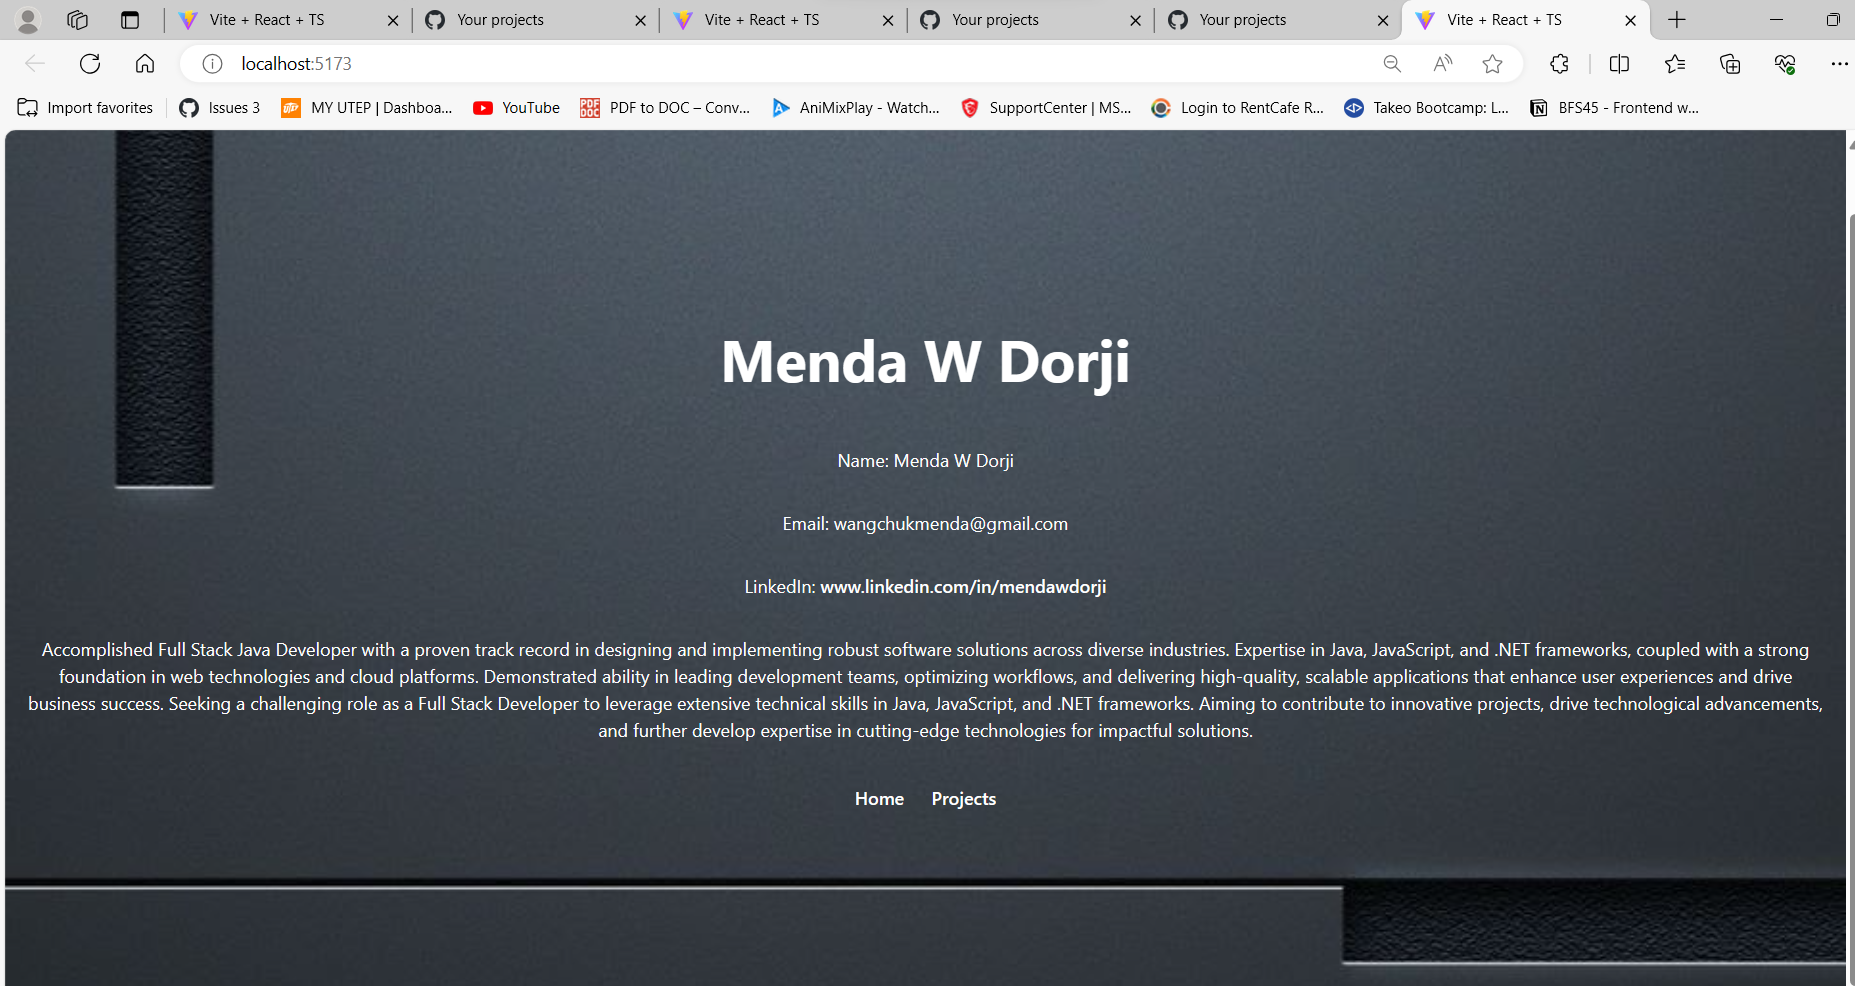 Vite + React + TS
Your projects
Vite + React + TS
Your projects
Your projects
Vite + React + TS
localhost:5173
Import favorites
Issues 3
MY UTEP | Dashboa...
YouTube
PDF to DOC – Conv...
AniMixPlay - Watch...
SupportCenter | MS...
Login to RentCafe R...
Takeo Bootcamp: L...
BFS45 - Frontend w...
Menda W Dorji
Name: Menda W Dorji
Email: wangchukmenda@gmail.com
LinkedIn: www.linkedin.com/in/mendawdorji
Accomplished Full Stack Java Developer with a proven track record in designing and implementing robust software solutions across diverse industries. Expertise in Java, JavaScript, and .NET frameworks, coupled with a strong
foundation in web technologies and cloud platforms. Demonstrated ability in leading development teams, optimizing workflows, and delivering high-quality, scalable applications that enhance user experiences and drive
business success. Seeking a challenging role as a Full Stack Developer to leverage extensive technical skills in Java, JavaScript, and .NET frameworks. Aiming to contribute to innovative projects, drive technological advancements,
and further develop expertise in cutting-edge technologies for impactful solutions.
Home Projects